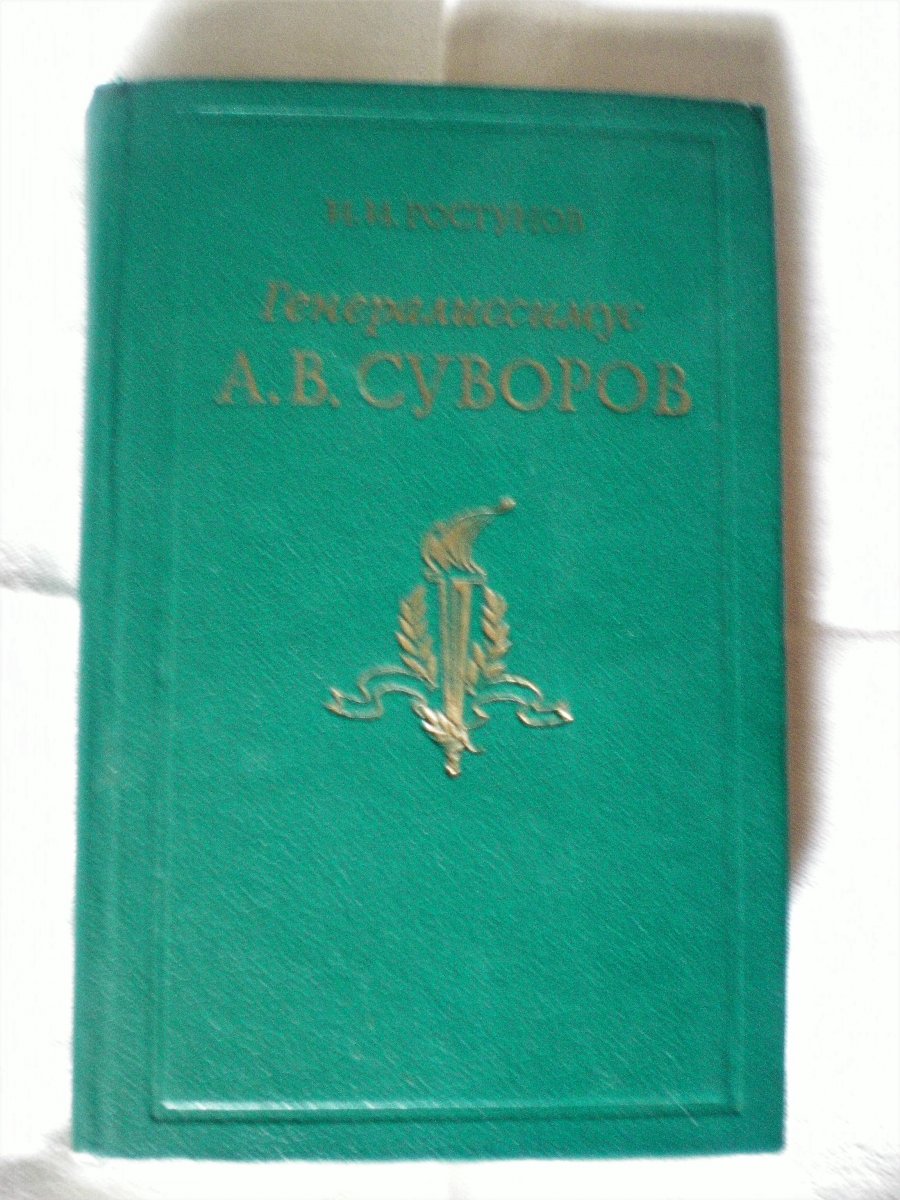 И. И. РОСТУНОВ
Генералиссимус
А. В. СУВОРОВ